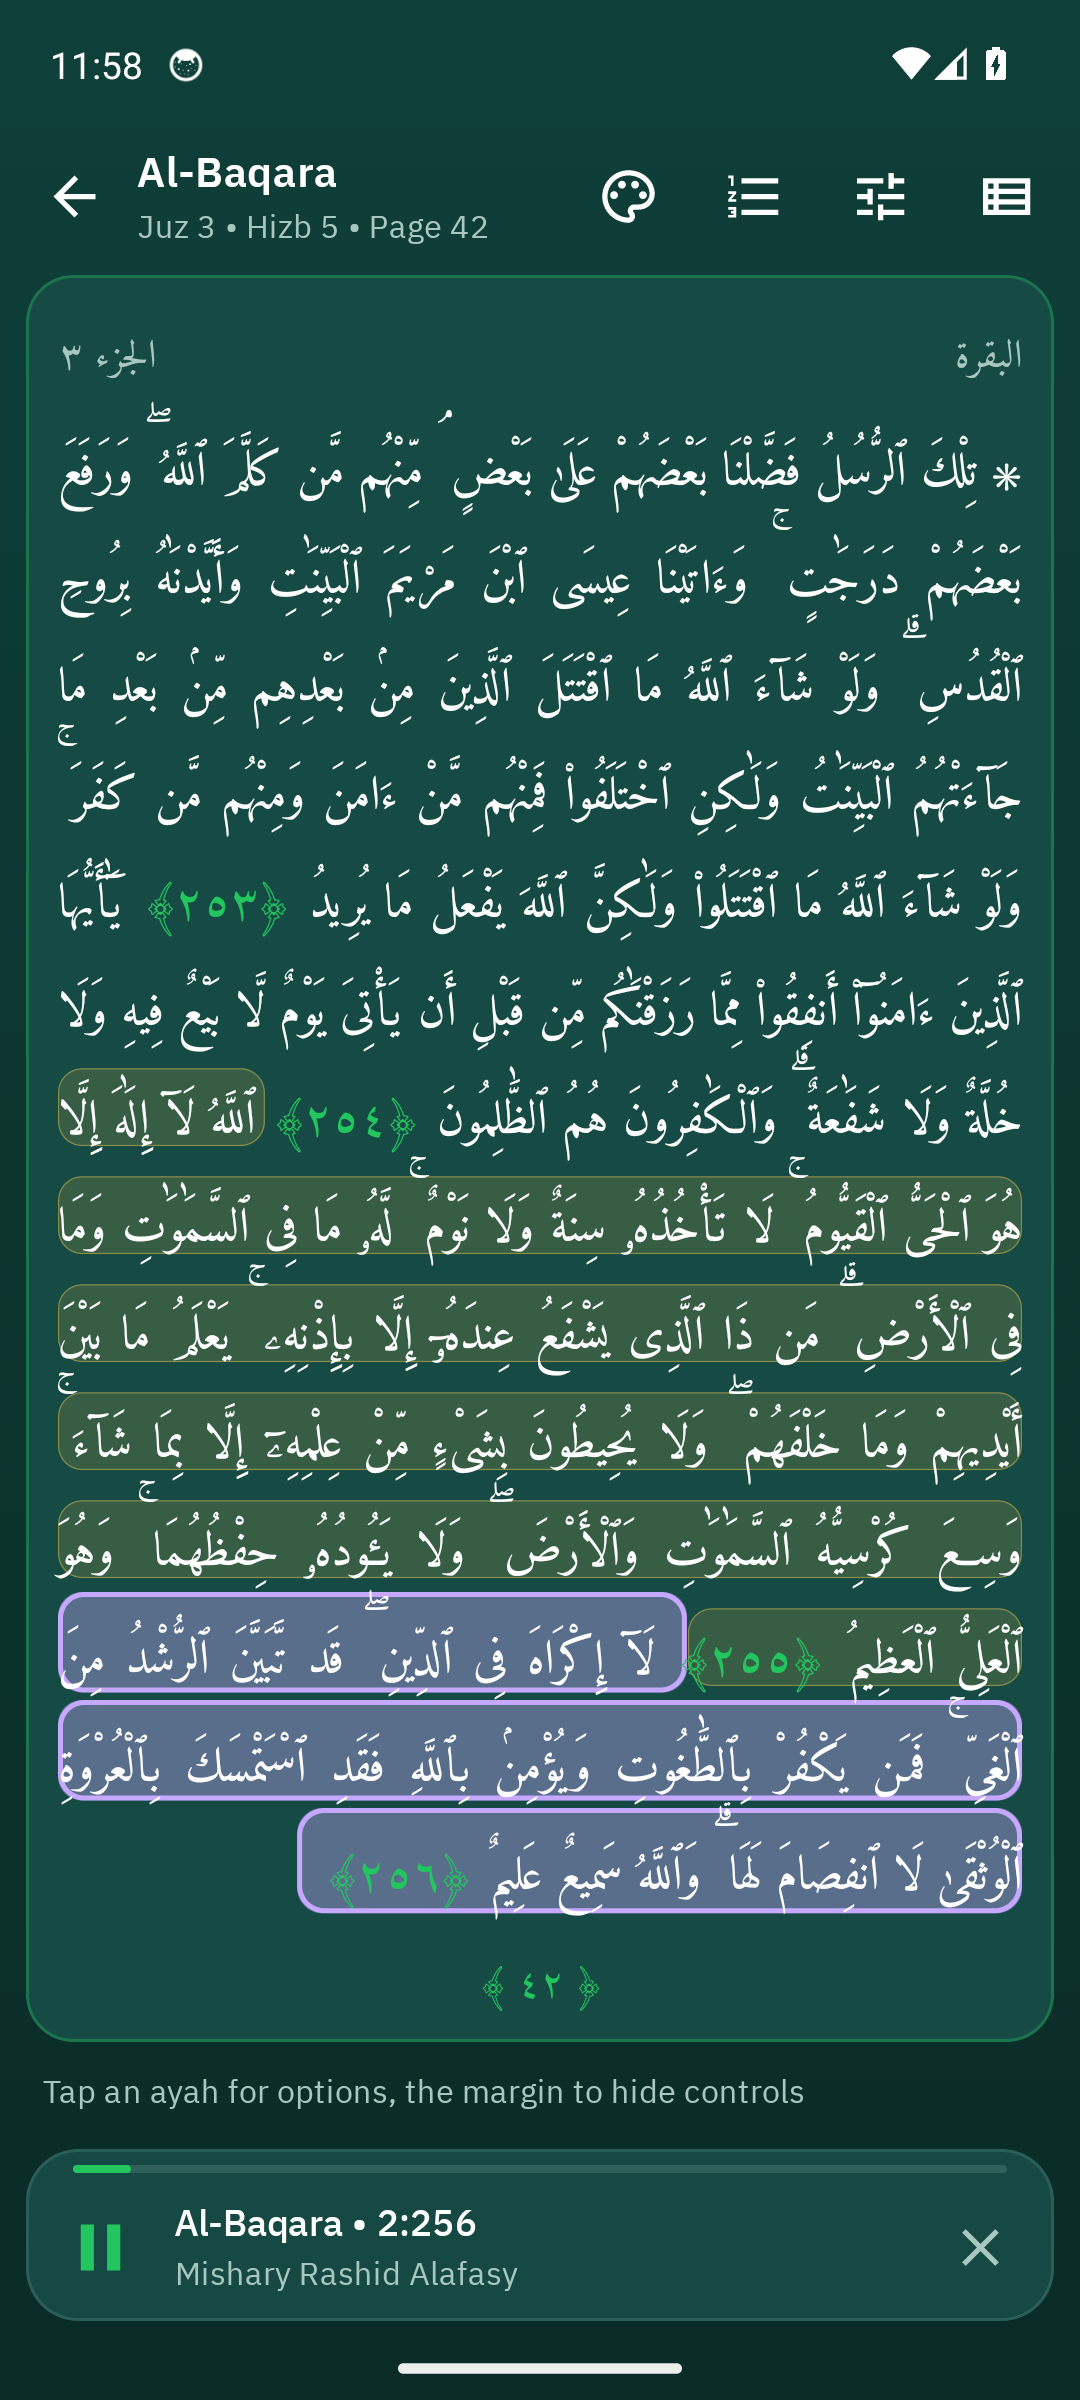 11:58
Al-Baqara
Juz 3 • Hizb 5 • Page 42
البقرة
الجزء ٣
تِلْكَ ٱلرُّسُلُ فَضَّلْنَا بَعْضَهُمْ عَلَىٰ بَعْضٍۢ ۘ مِّنْهُم مَّن كَلَّمَ ٱللَّهُ ۖ وَرَفَعَ
بَعْضَهُمْ دَرَجَـٰتٍۢ ۚ وَءَاتَيْنَا عِيسَى ٱبْنَ مَرْيَمَ ٱلْبَيِّنَـٰتِ وَأَيَّدْنَـٰهُ بِرُوحِ
ٱلْقُدُسِ ۗ وَلَوْ شَآءَ ٱللَّهُ مَا ٱقْتَتَلَ ٱلَّذِينَ مِنۢ بَعْدِهِم مِّنۢ بَعْدِ مَا
جَآءَتْهُمُ ٱلْبَيِّنَـٰتُ وَلَـٰكِنِ ٱخْتَلَفُوا۟ فَمِنْهُم مَّنْ ءَامَنَ وَمِنْهُم مَّن كَفَرَ ۚ
وَلَوْ شَآءَ ٱللَّهُ مَا ٱقْتَتَلُوا۟ وَلَـٰكِنَّ ٱللَّهَ يَفْعَلُ مَا يُرِيدُ ﴿٢٥٣﴾ يَـٰٓأَيُّهَا
ٱلَّذِينَ ءَامَنُوٓا۟ أَنفِقُوا۟ مِمَّا رَزَقْنَـٰكُم مِّن قَبْلِ أَن يَأْتِىَ يَوْمٌۭ لَّا بَيْعٌۭ فِيهِ وَلَا
خُلَّةٌۭ وَلَا شَفَـٰعَةٌۭ ۗ وَٱلْكَـٰفِرُونَ هُمُ ٱلظَّـٰلِمُونَ ﴿٢٥٤﴾ ٱللَّهُ لَآ إِلَـٰهَ إِلَّا
هُوَ ٱلْحَىُّ ٱلْقَيُّومُ ۚ لَا تَأْخُذُهُۥ سِنَةٌۭ وَلَا نَوْمٌۭ ۚ لَّهُۥ مَا فِى ٱلسَّمَـٰوَٰتِ وَمَا
فِى ٱلْأَرْضِ ۗ مَن ذَا ٱلَّذِى يَشْفَعُ عِندَهُۥٓ إِلَّا بِإِذْنِهِۦ ۚ يَعْلَمُ مَا بَيْنَ
أَيْدِيهِمْ وَمَا خَلْفَهُمْ ۖ وَلَا يُحِيطُونَ بِشَىْءٍۢ مِّنْ عِلْمِهِۦٓ إِلَّا بِمَا شَآءَ ۚ
وَسِعَ كُرْسِيُّهُ ٱلسَّمَـٰوَٰتِ وَٱلْأَرْضَ ۖ وَلَا يَـُٔودُهُۥ حِفْظُهُمَا ۚ وَهُوَ
ٱلْعَلِىُّ ٱلْعَظِيمُ ﴿٢٥٥﴾ لَآ إِكْرَاهَ فِى ٱلدِّينِ ۖ قَد تَّبَيَّنَ ٱلرُّشْدُ مِنَ
ٱلْغَىِّ ۚ فَمَن يَكْفُرْ بِٱلطَّـٰغُوتِ وَيُؤْمِنۢ بِٱللَّهِ فَقَدِ ٱسْتَمْسَكَ بِٱلْعُرْوَةِ
ٱلْوُثْقَىٰ لَا ٱنفِصَامَ لَهَا ۗ وَٱللَّهُ سَمِيعٌ عَلِيمٌ ﴿٢٥٦﴾
﴿ ٤٢ ﴾
Tap an ayah for options, the margin to hide controls
Al-Baqara • 2:256
Mishary Rashid Alafasy